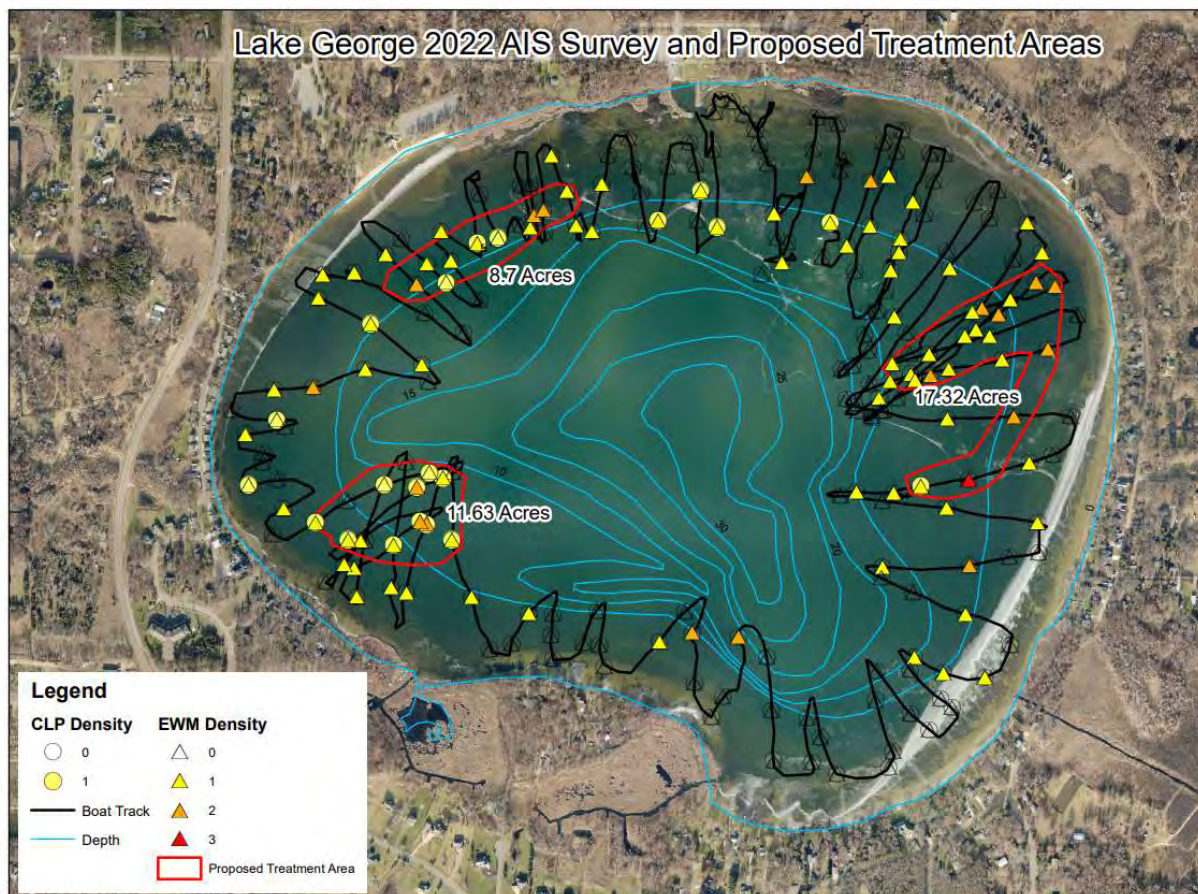 Lake George 2022 AIS Survey and Proposed Treatment Areas
8.7 Acres
15
20
17.32 Acres
10
11.63 Acres
30
20
0
Legend
CLP Density EWM Density
0 0
1 1
Boat Track 2
Depth 3
Proposed Treatment Area